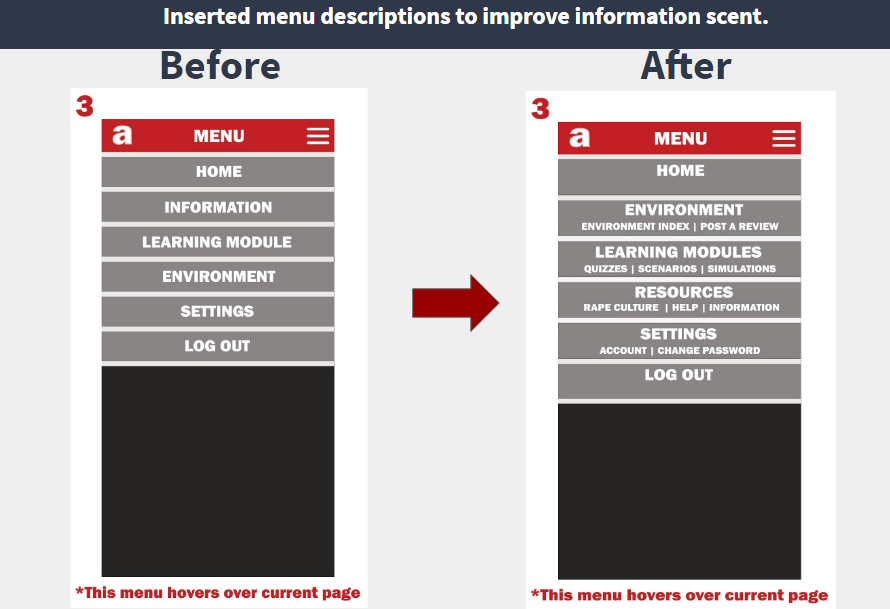 Inserted menu descriptions to improve information scent.
Before
3
a MENU
HOME
INFORMATION
LEARNING MODULE
ENVIRONMENT
SETTINGS
LOG OUT
*This menu hovers over current page
After
3
a MENU
HOME
ENVIRONMENT
ENVIRONMENT INDEX | POST A REVIEW
LEARNING MODULES
QUIZZES | SCENARIOS | SIMULATIONS
RESOURCES
RAPE CULTURE | HELP | INFORMATION
SETTINGS
ACCOUNT | CHANGE PASSWORD
LOG OUT
*This menu hovers over current page